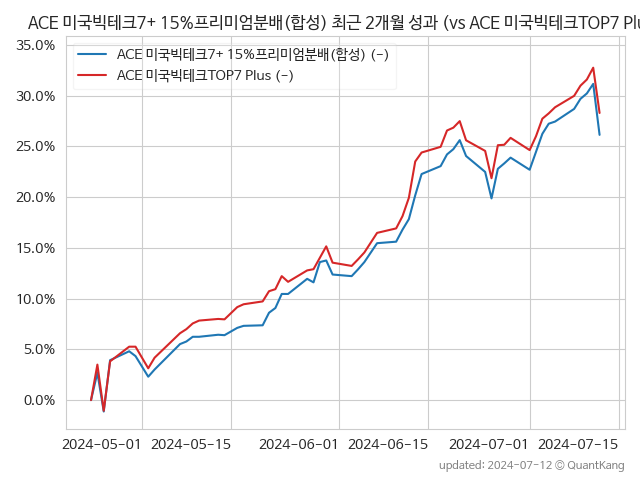 ACE 미국빅테크7+ 15%프리미엄분배(합성) 최근 2개월 성과 (vs ACE 미국빅테크TOP7 Plu
35.0%
ACE 미국빅테크7+ 15%프리미엄분배(합성) (-)
ACE 미국빅테크TOP7 Plus (-)
30.0%
25.0%
20.0%
15.0%
10.0%
5.0%
0.0%
2024-05-01 2024-05-15 2024-06-01 2024-06-15 2024-07-01 2024-07-15
updated: 2024-07-12 © QuantKang